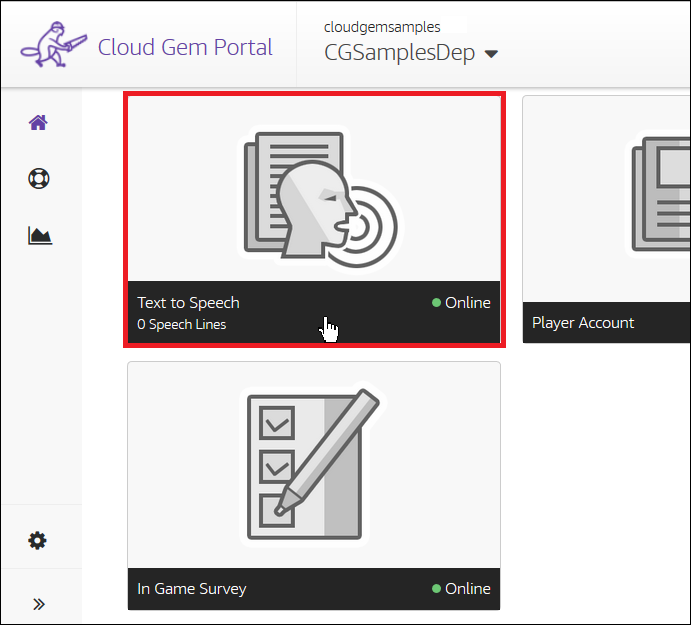 Cloud Gem Portal
cloudgemsamples
CGSamplesDep
Text to Speech
Online
0 Speech Lines
Player Account
In Game Survey
Online